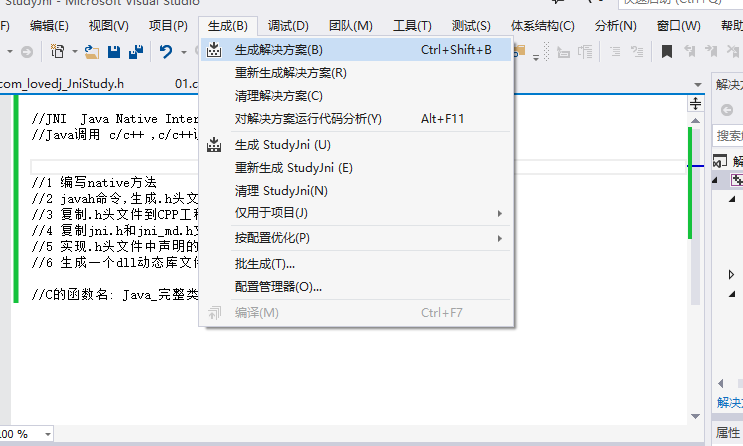 StudyJni - Microsoft Visual Studio
快速启动 (Ctrl+Q)
编辑(E) 视图(V) 项目(P) 生成(B) 调试(D) 团队(M) 工具(T) 测试(S) 体系结构(C) 分析(N) 窗口(W) 帮助
com_lovedj_JniStudy.h 01.c
生成解决方案(B) Ctrl+Shift+B
重新生成解决方案(R)
清理解决方案(C)
对解决方案运行代码分析(Y) Alt+F11
生成 StudyJni (U)
重新生成 StudyJni (E)
清理 StudyJni(N)
仅用于项目(J)
按配置优化(P)
批生成(T)...
配置管理器(O)...
编译(M) Ctrl+F7
//JNI Java Native Inter
//Java调用 c/c++ ,c/c++
//1 编写native方法
//2 javah命令,生成.h头文
//3 复制.h头文件到CPP工程
//4 复制jni.h和jni_md.h文
//5 实现.h头文件中声明的
//6 生成一个dll动态库文件
//C的函数名: Java_完整类
解决方
搜索
解
解决方
属性
.00 %